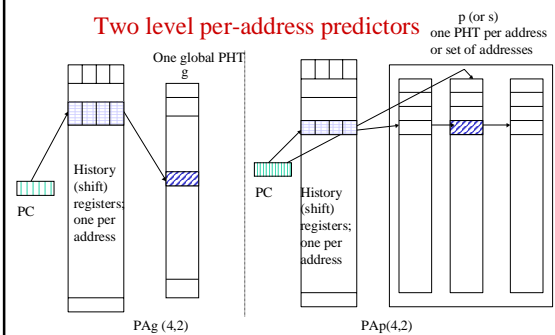 Two level per-address predictors
p (or s)
one PHT per address
or set of addresses
One global PHT
g
History
(shift)
registers;
one per
address
PC
PAg (4,2)
History
(shift)
registers;
one per
address
PC
PAp(4,2)